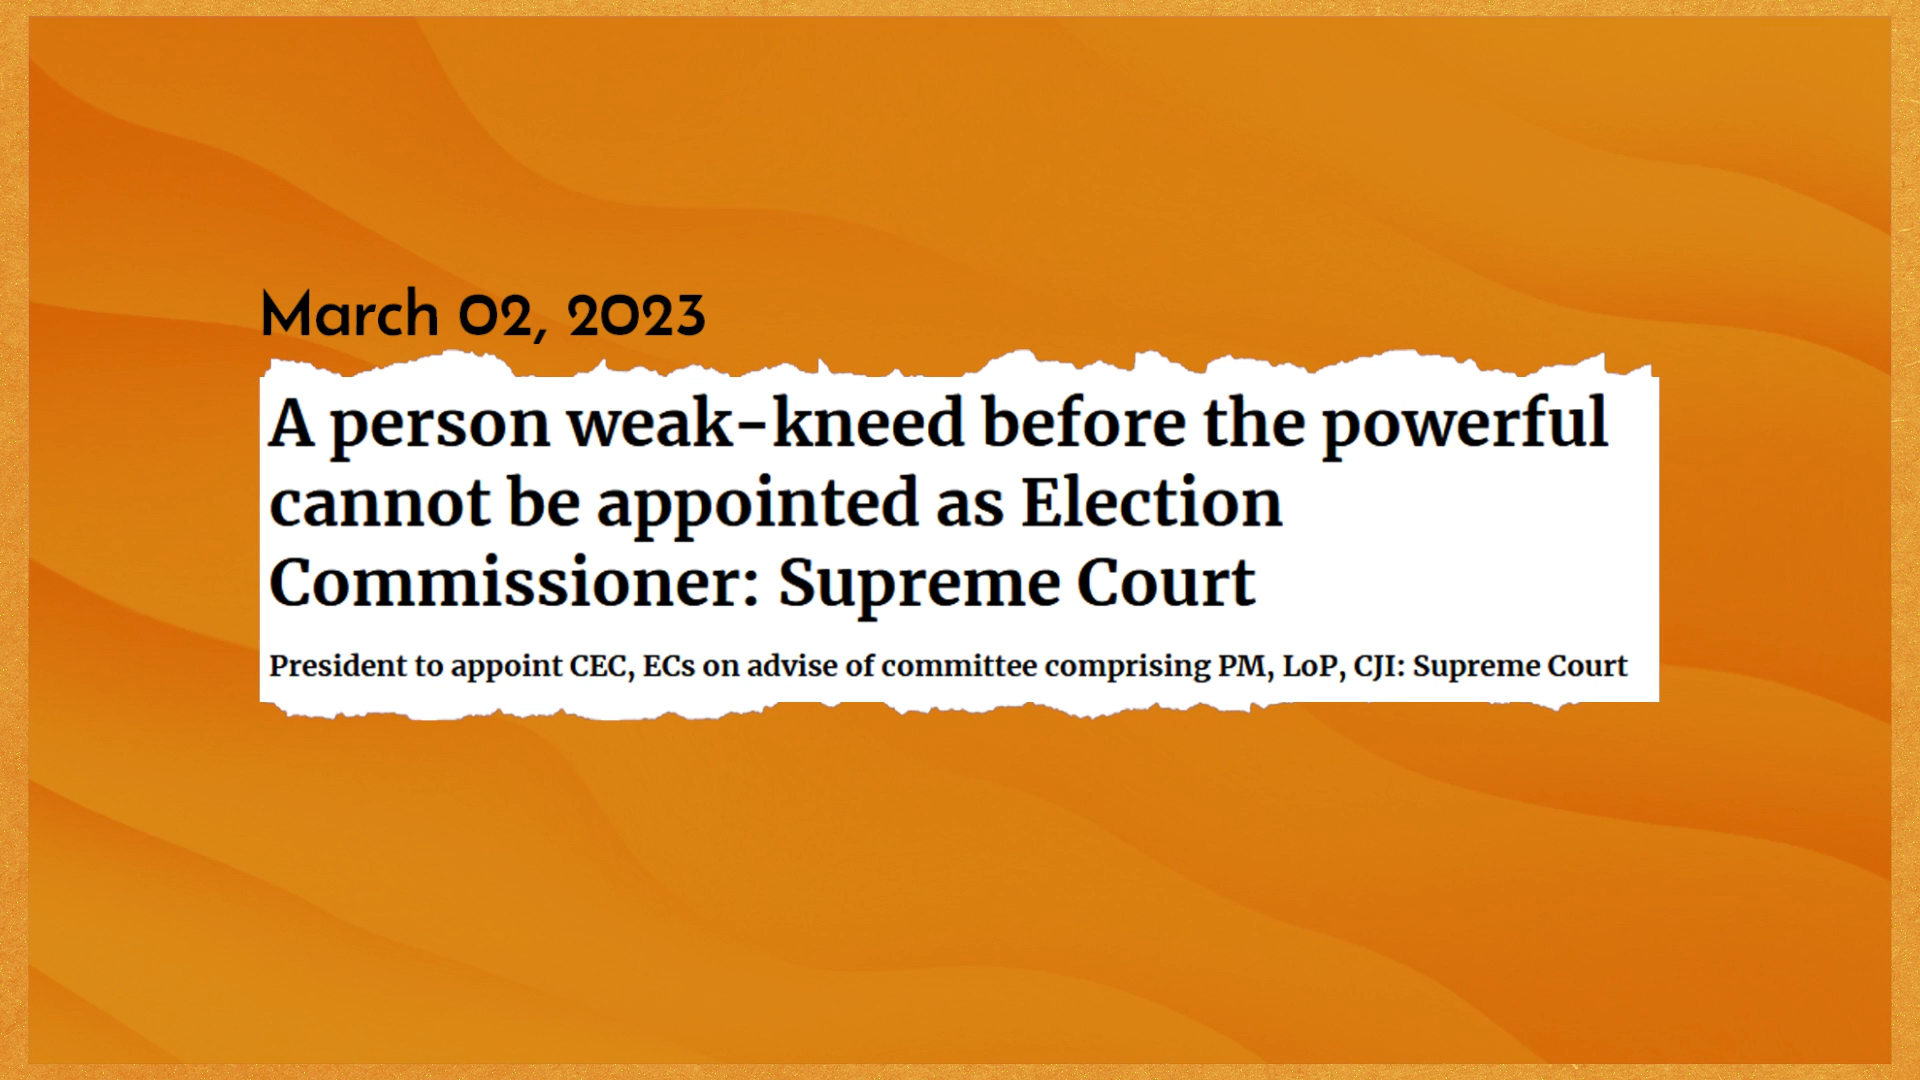 March 02, 2023
A person weak-kneed before the powerful
cannot be appointed as Election
Commissioner: Supreme Court
President to appoint CEC, ECs on advise of committee comprising PM, LoP, CJI: Supreme Court